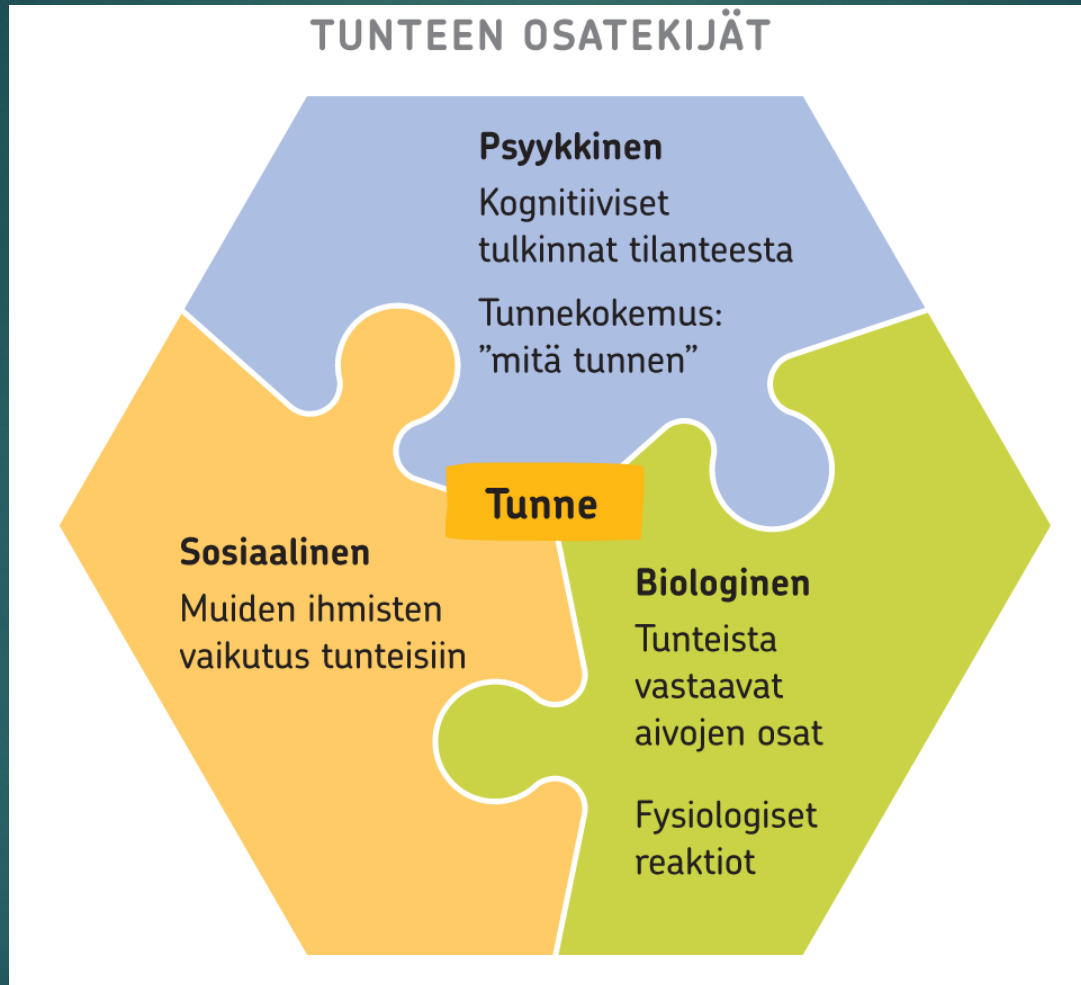 TUNTEEN OSATEKIJÄT
Psyykkinen
Kognitiiviset
tulkinnat tilanteesta
Tunnekokemus:
”mitä tunnen”
Tunne
Sosiaalinen
Muiden ihmisten
vaikutus tunteisiin
Biologinen
Tunteista
vastaavat
aivojen osat
Fysiologiset
reaktiot